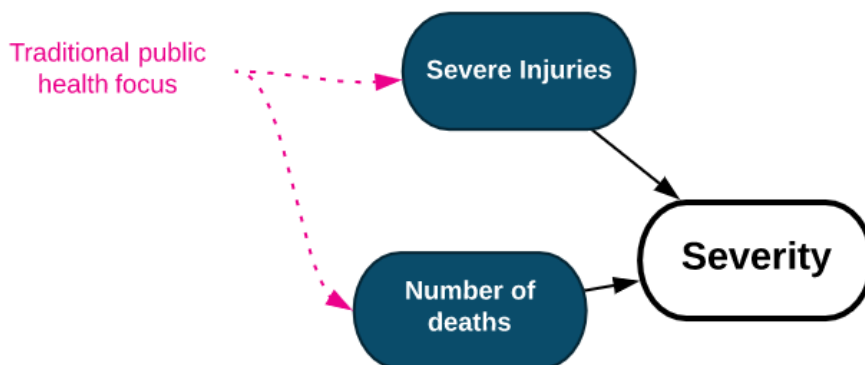 Traditional public
health focus
Severe Injuries
Severity
Number of
deaths